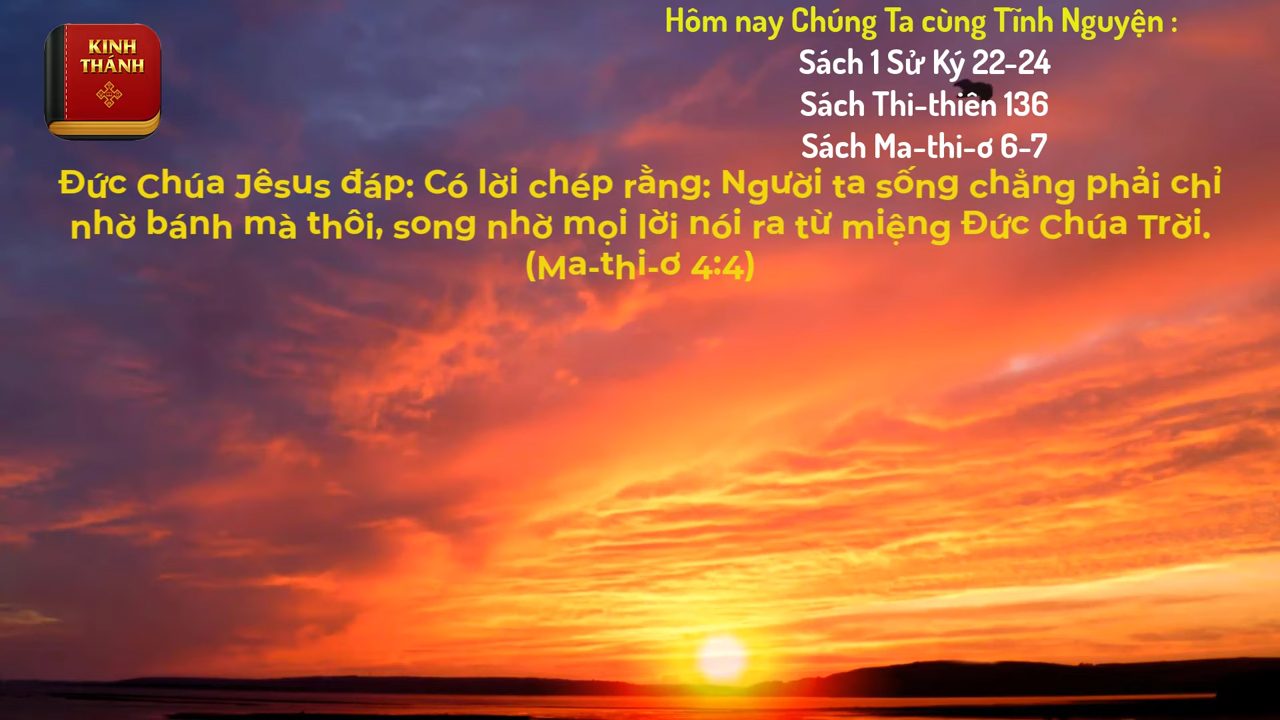 KINH
THÁNH
Hôm nay Chúng Ta cùng Tĩnh Nguyện :
Sách 1 Sử Ký 22-24
Sách Thi-thiên 136
Sách Ma-thi-ơ 6-7
Đức Chúa Jêsus đáp: Có lời chép rằng: Người ta sống chẳng phải chỉ
nhờ bánh mà thôi, song nhờ mọi lời nói ra từ miệng Đức Chúa Trời.
(Ma-thi-ơ 4:4)